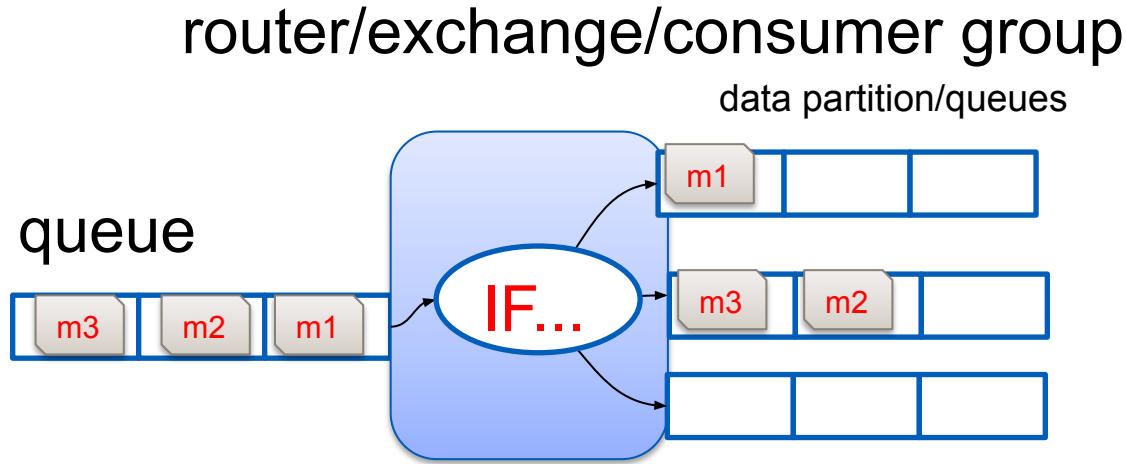 router/exchange/consumer group
data partition/queues
m1
queue
IF...
m3 m2
m3 m2 m1